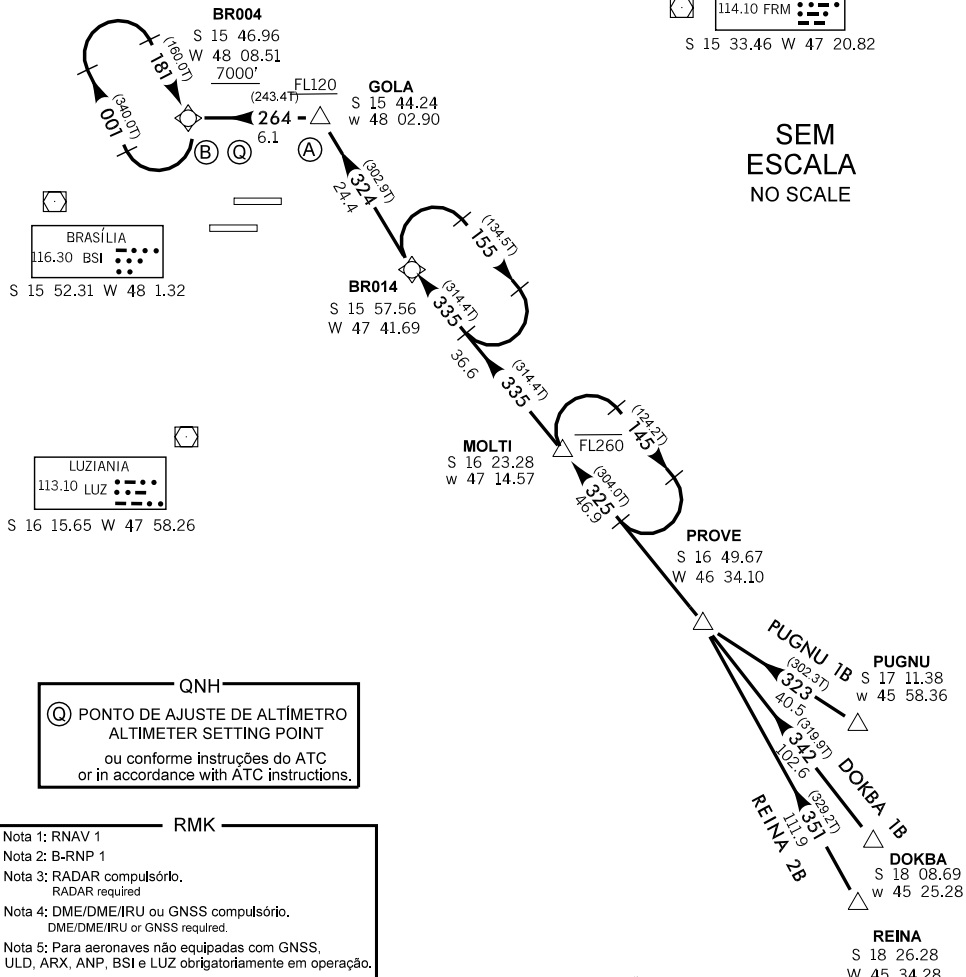 BR004
S 15 46.96
W 48 08.51
7000'
(160.0T)
181
(340.0T)
001
114.10 FRM
S 15 33.46 W 47 20.82
FL120
(243.4T)
264
6.1
GOLA
S 15 44.24
w 48 02.90
B Q
A
SEM
ESCALA
NO SCALE
(302.9T)
324
24.4
BRASÍLIA
116.30 BSI
S 15 52.31 W 48 1.32
(134.5T)
155
BR014
S 15 57.56
W 47 41.69
(314.4T)
335
36.6
(314.4T)
335
MOLTI
S 16 23.28
w 47 14.57
FL260
(124.2T)
145
(304.0T)
325
46.9
LUZIANIA
113.10 LUZ
S 16 15.65 W 47 58.26
PROVE
S 16 49.67
W 46 34.10
PUGNU 1B
(302.3T)
323
40.5
PUGNU
S 17 11.38
w 45 58.36
(319.9T)
342
102.6
DOKBA 1B
DOKBA
S 18 08.69
w 45 25.28
(329.2T)
351
111.9
REINA 2B
REINA
S 18 26.28
W 45 34.28
QNH
Q PONTO DE AJUSTE DE ALTÍMETRO
ALTIMETER SETTING POINT
ou conforme instruções do ATC
or in accordance with ATC instructions.
RMK
Nota 1: RNAV 1
Nota 2: B-RNP 1
Nota 3: RADAR compulsório.
RADAR required
Nota 4: DME/DME/IRU ou GNSS compulsório.
DME/DME/IRU or GNSS required.
Nota 5: Para aeronaves não equipadas com GNSS,
ULD, ARX, ANP, BSI e LUZ obrigatoriamente em operação.